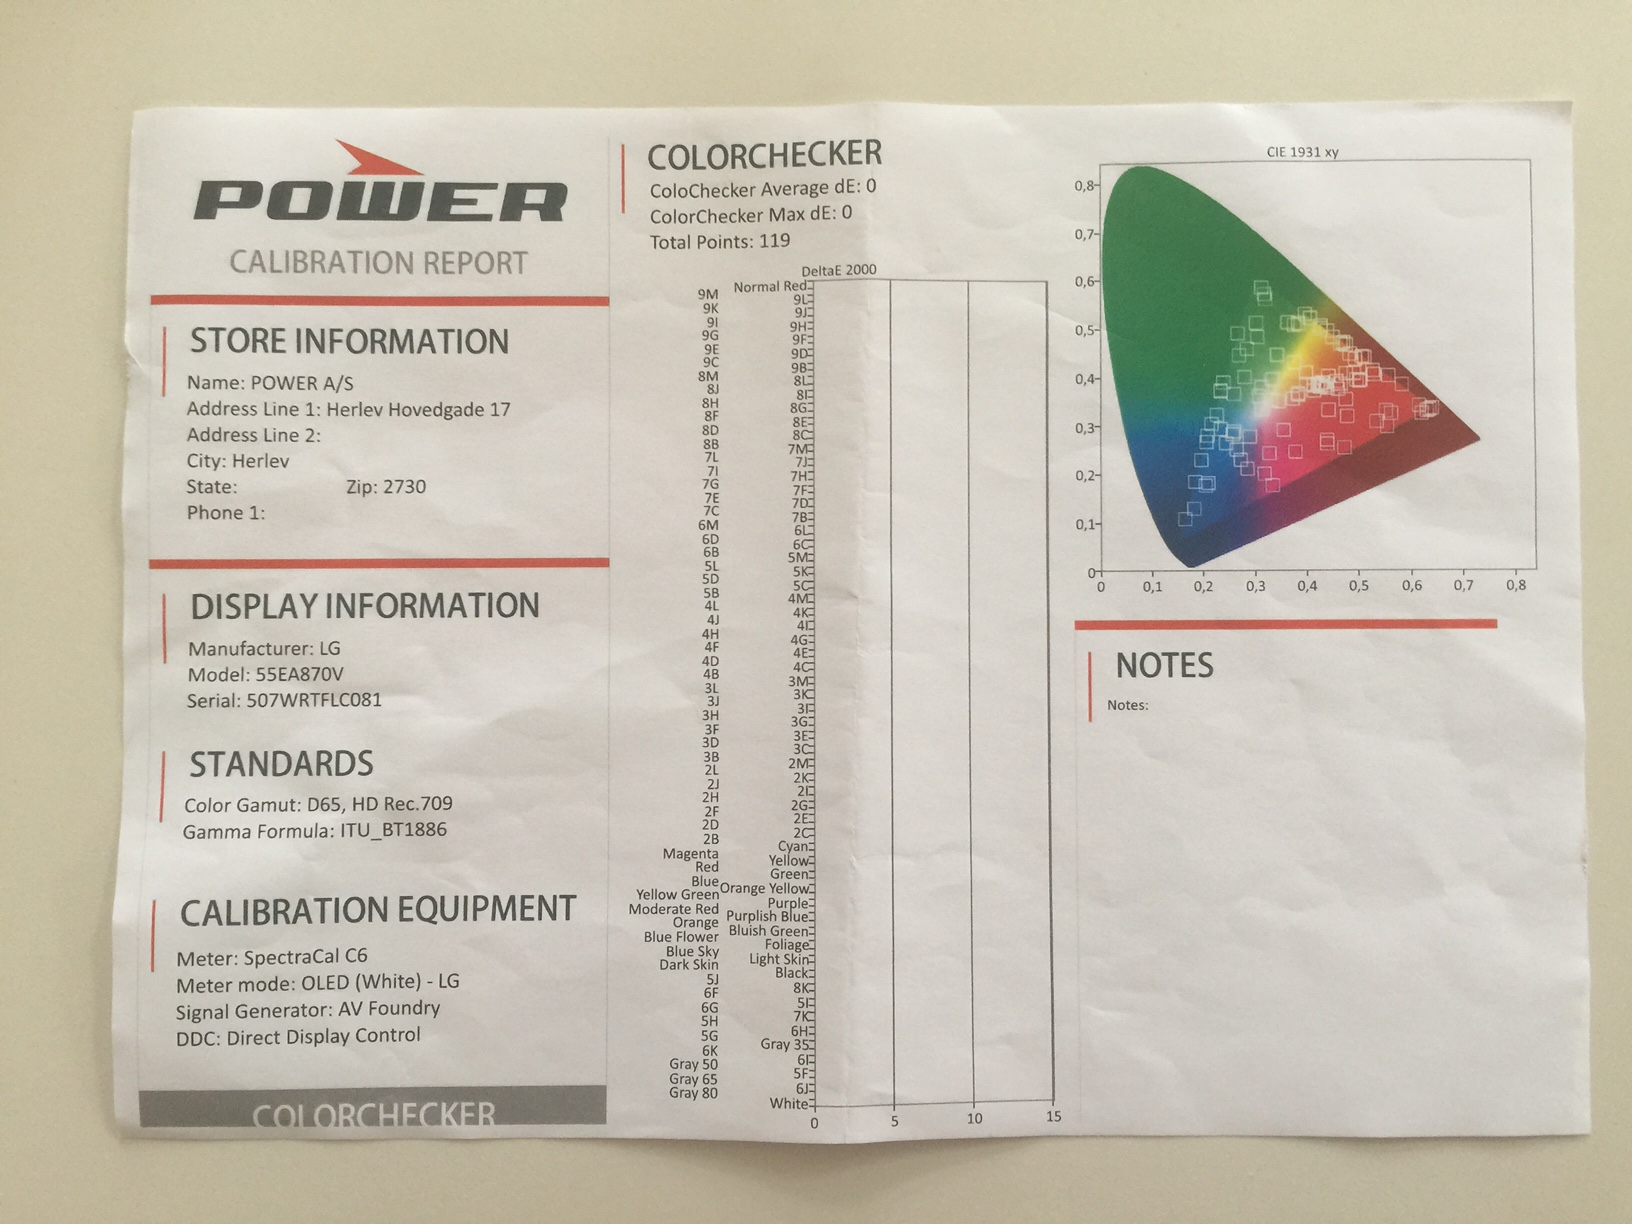 POWER
CALIBRATION REPORT
STORE INFORMATION
Name: POWER A/S
Address Line 1: Herlev Hovedgade 17
Address Line 2:
City: Herlev
State: Zip: 2730
Phone 1:
DISPLAY INFORMATION
Manufacturer: LG
Model: 55EA870V
Serial: 507WRTFLC081
STANDARDS
Color Gamut: D65, HD Rec.709
Gamma Formula: ITU_BT1886
CALIBRATION EQUIPMENT
Meter: SpectraCal C6
Meter mode: OLED (White) - LG
Signal Generator: AV Foundry
DDC: Direct Display Control
COLORCHECKER
COLORCHECKER
ColoChecker Average dE: 0
ColorChecker Max dE: 0
Total Points: 119
DeltaE 2000
Normal Red
9M
9L
9K
9J
9I
9H
9G
9F
9E
9D
9C
9B
8M
8L
8J
8I
8H
8G
8F
8E
8D
8C
8B
7M
7L
7J
7I
7H
7G
7F
7E
7D
7C
7B
6M
6L
6D
6C
6B
5M
5L
5K
5D
5C
5B
4M
4L
4K
4J
4I
4H
4G
4F
4E
4D
4C
4B
3M
3L
3K
3J
3I
3H
3G
3F
3E
3D
3C
3B
2M
2L
2K
2J
2I
2H
2G
2F
2E
2D
2C
2B
Cyan
Magenta
Yellow
Red
Green
Blue
Orange Yellow
Yellow Green
Purple
Moderate Red
Purplish Blue
Orange
Bluish Green
Blue Flower
Foliage
Blue Sky
Light Skin
Dark Skin
Black
5J
8K
6F
5I
6G
7K
5H
6H
5G
Gray 35
6K
6I
Gray 50
5F
Gray 65
6J
Gray 80
White
0 5 10 15
CIE 1931 xy
0,8
0,7
0,6
0,5
0,4
0,3
0,2
0,1
0
0 0,1 0,2 0,3 0,4 0,5 0,6 0,7 0,8
NOTES
Notes: